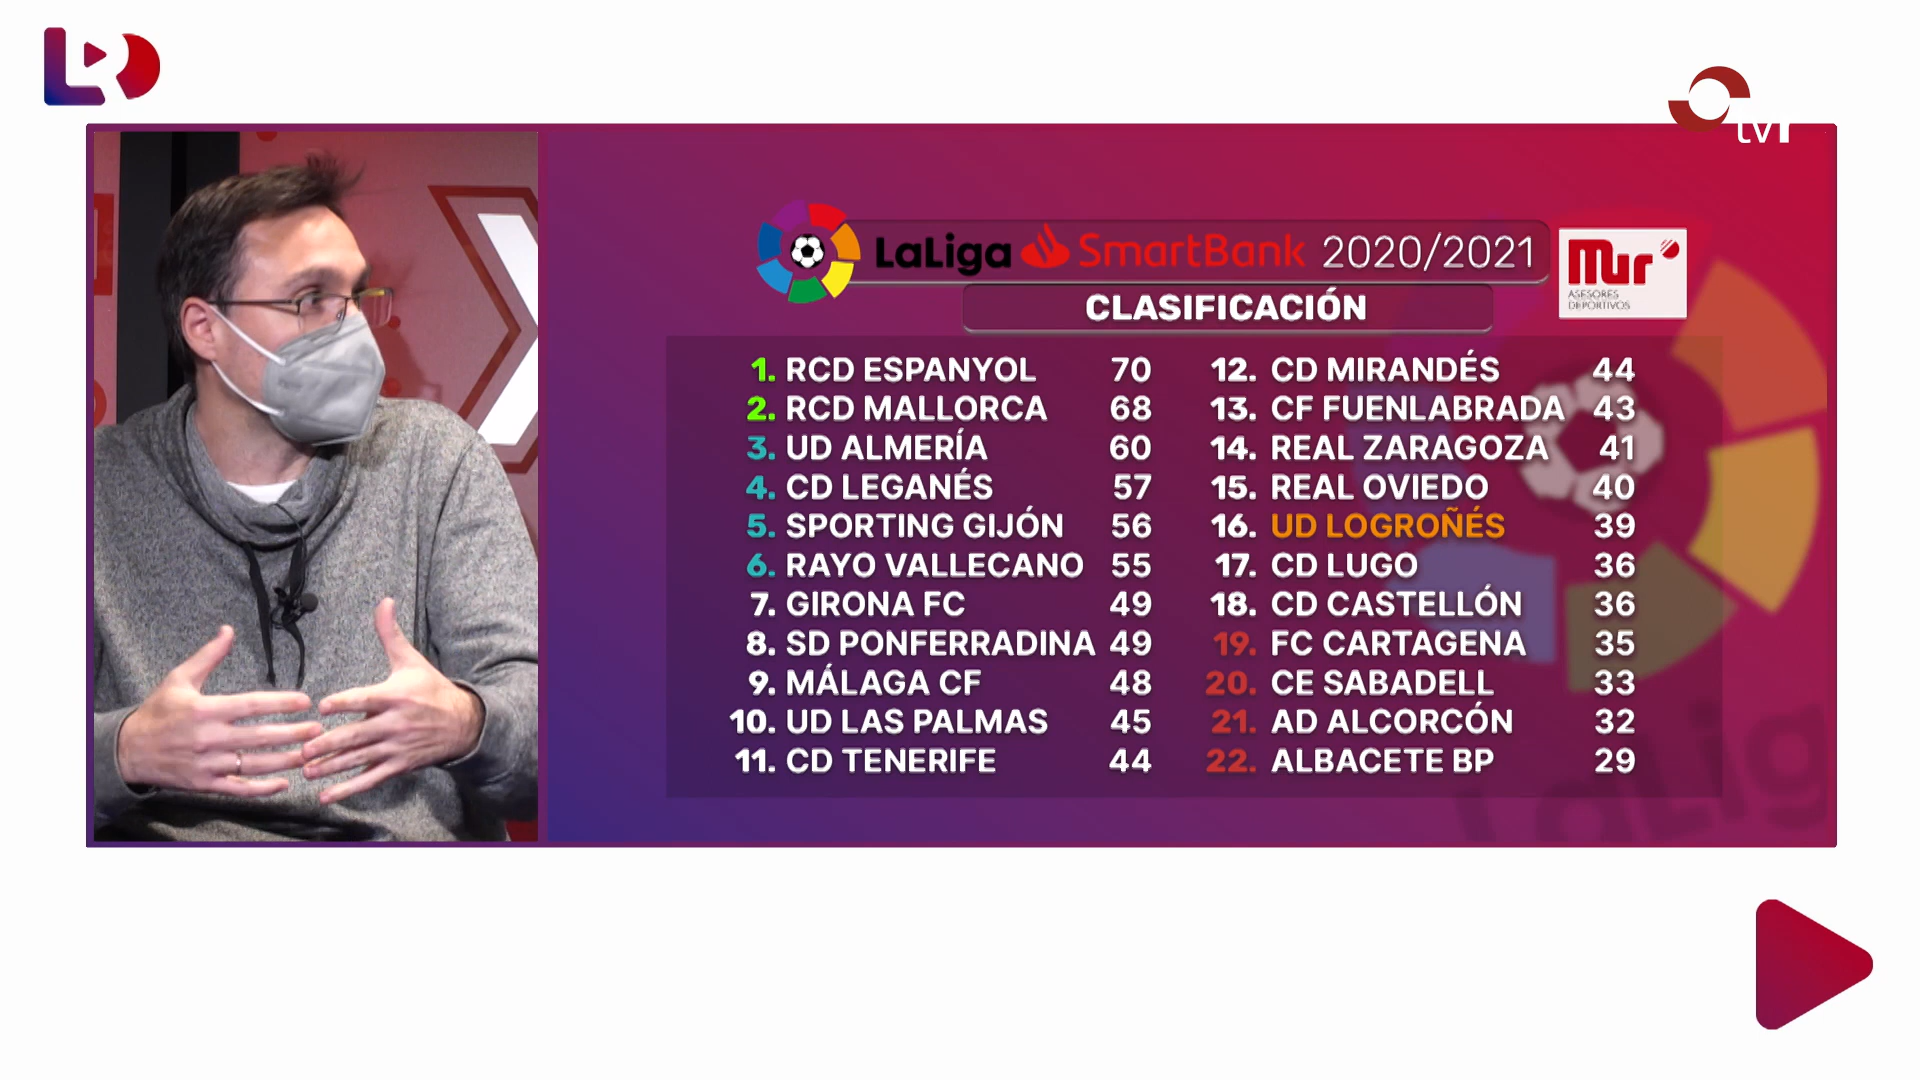 tvr
LaLiga SmartBank 2020/2021
Mur
ASESORES
DEPORTIVOS
CLASIFICACIÓN
1. RCD ESPANYOL 70
2. RCD MALLORCA 68
3. UD ALMERÍA 60
4. CD LEGANÉS 57
5. SPORTING GIJÓN 56
6. RAYO VALLECANO 55
7. GIRONA FC 49
8. SD PONFERRADINA 49
9. MÁLAGA CF 48
10. UD LAS PALMAS 45
11. CD TENERIFE 44
12. CD MIRANDÉS 44
13. CF FUENLABRADA 43
14. REAL ZARAGOZA 41
15. REAL OVIEDO 40
16. UD LOGROÑÉS 39
17. CD LUGO 36
18. CD CASTELLÓN 36
19. FC CARTAGENA 35
20. CE SABADELL 33
21. AD ALCORCÓN 32
22. ALBACETE BP 29
LaLig